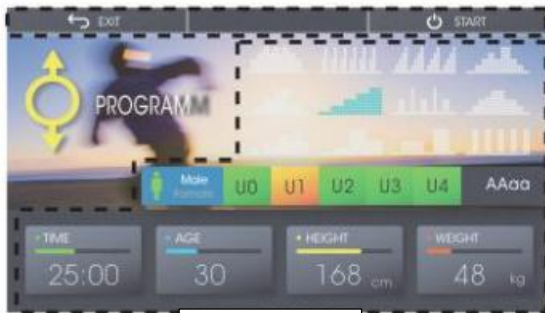 EXIT
START
PROGRAMM
Male
Female
U0
U1
U2
U3
U4
AAaa
TIME
AGE
HEIGHT
WEIGHT
25:00
30
168 cm
48 kg